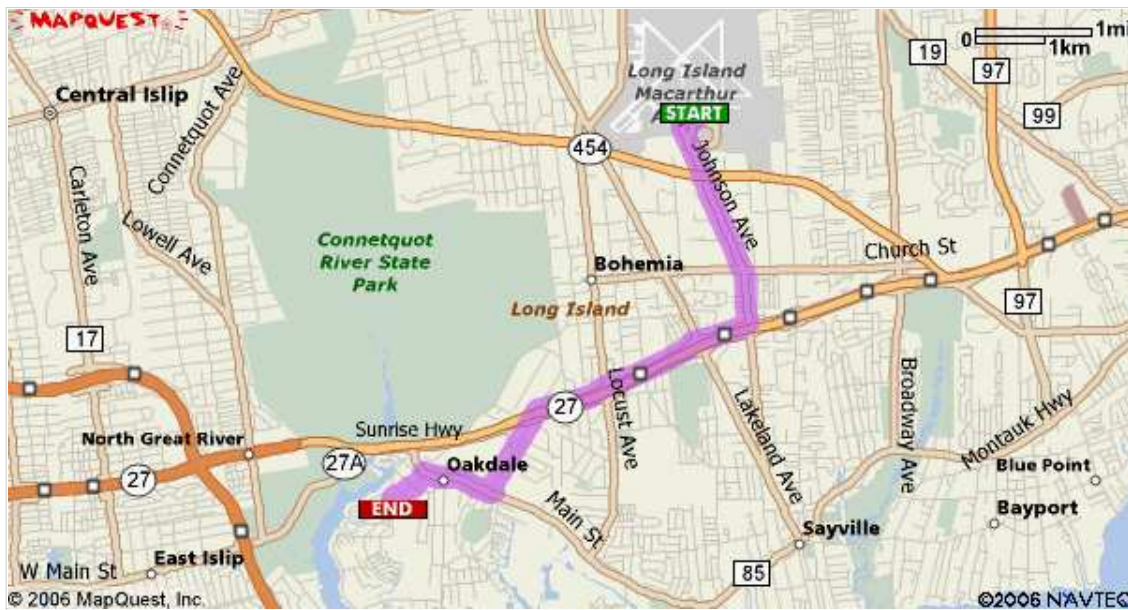 MAPQUEST
0
1mi
1km
19
97
99
Long Island
Macarthur
A
START
Central Islip
Connetquot Ave
454
Johnson Ave
Carleton Ave
Lowell Ave
Connetquot
River State
Park
Bohemia
Church St
Long Island
97
17
Locust Ave
Lakeland Ave
Broadway Ave
Montauk Hwy
27
Sunrise Hwy
North Great River
27A
27
Oakdale
END
Main St
Blue Point
Bayport
Sayville
East Islip
W Main St
85
© 2006 MapQuest, Inc.
©2006 NAVTEQ